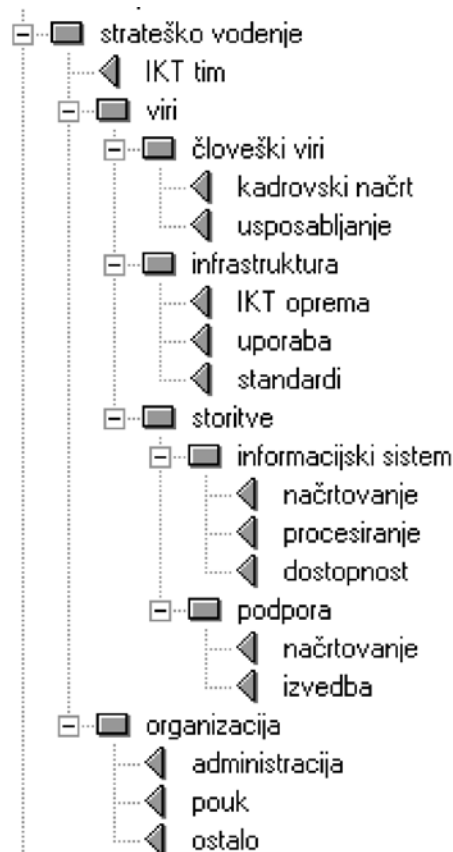 strateško vodenje
IKT tim
viri
človeški viri
kadrovski načrt
usposabljanje
infrastruktura
IKT oprema
uporaba
standardi
storitve
informacijski sistem
načrtovanje
procesiranje
dostopnost
podpora
načrtovanje
izvedba
organizacija
administracija
pouk
ostalo